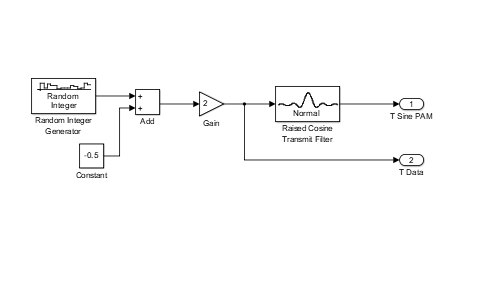 Random
Integer
Random Integer
Generator
-0.5
Constant
+
+
Add
2
Gain
Normal
Raised Cosine
Transmit Filter
1
T Sine PAM
2
T Data